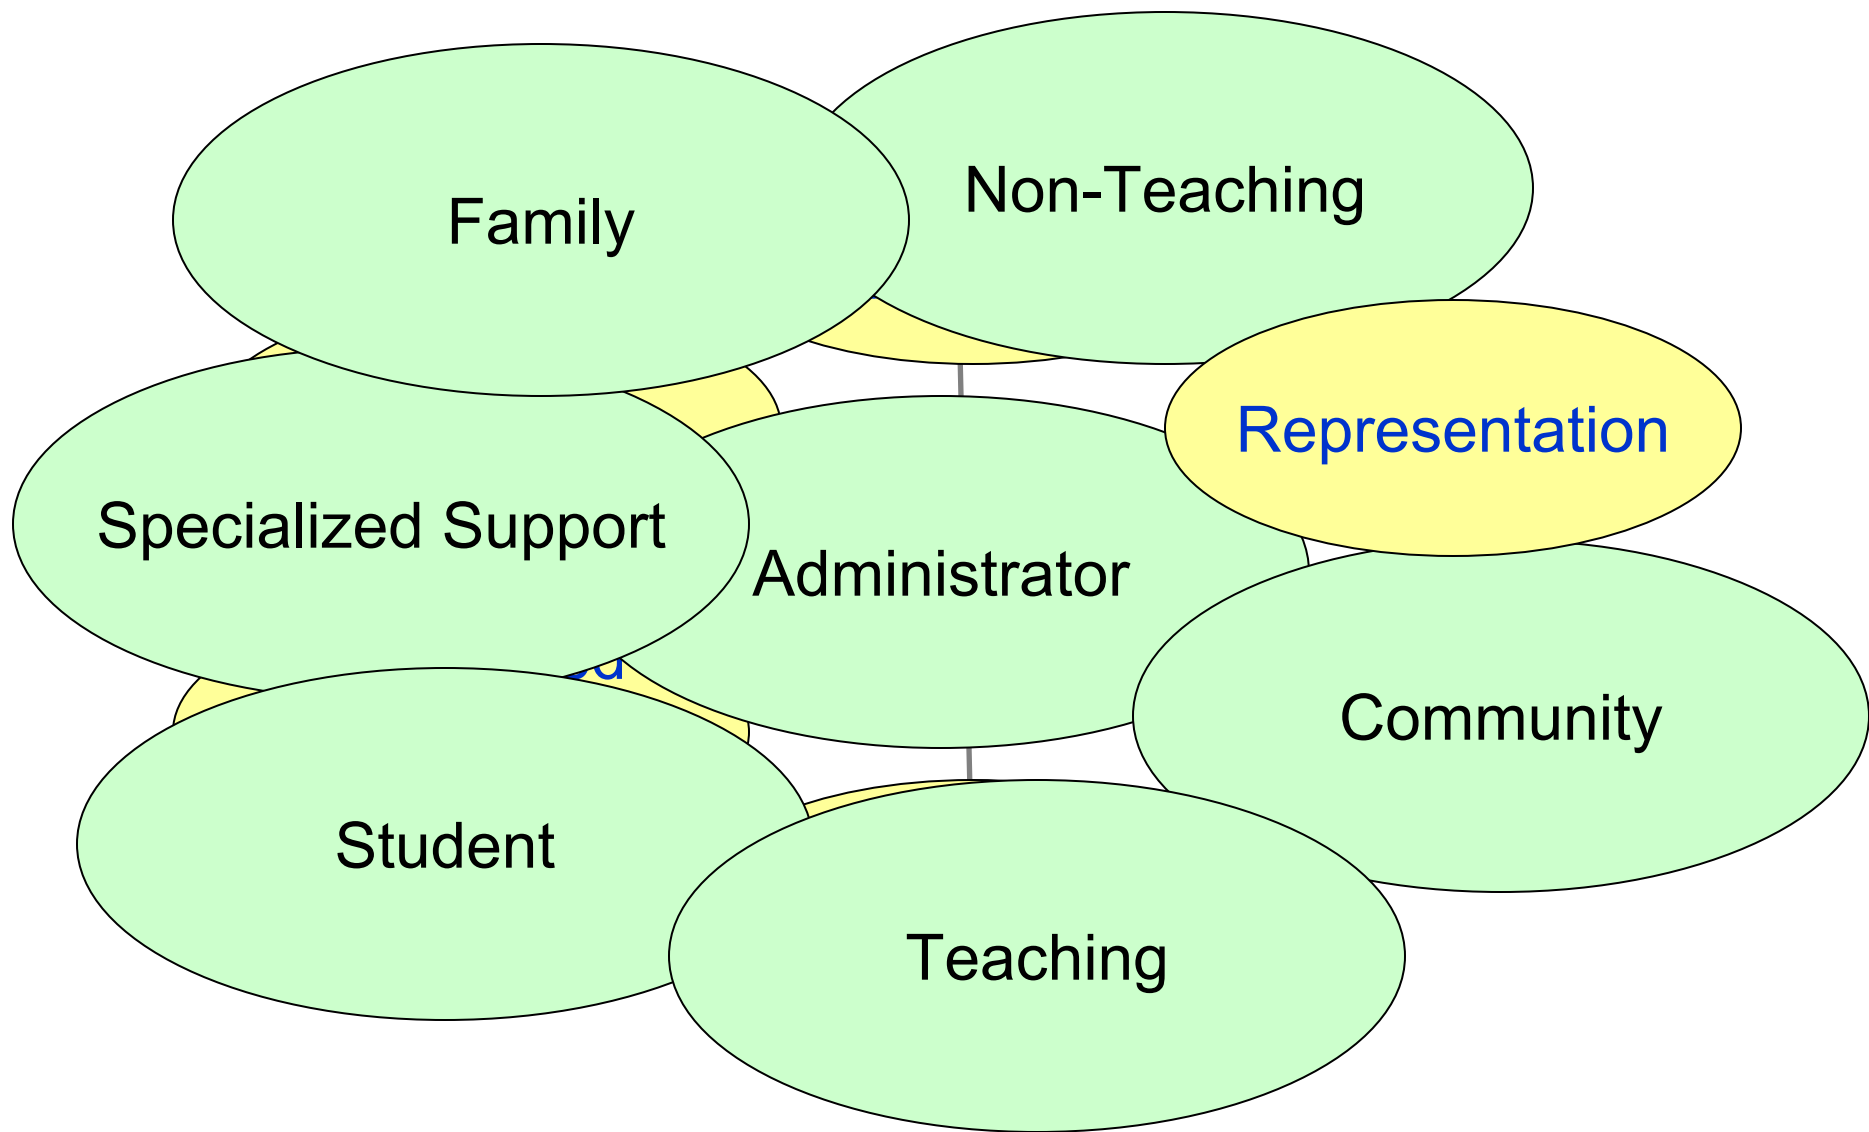 Non-Teaching
Family
Representation
Specialized Support
Administrator
Community
Student
Teaching